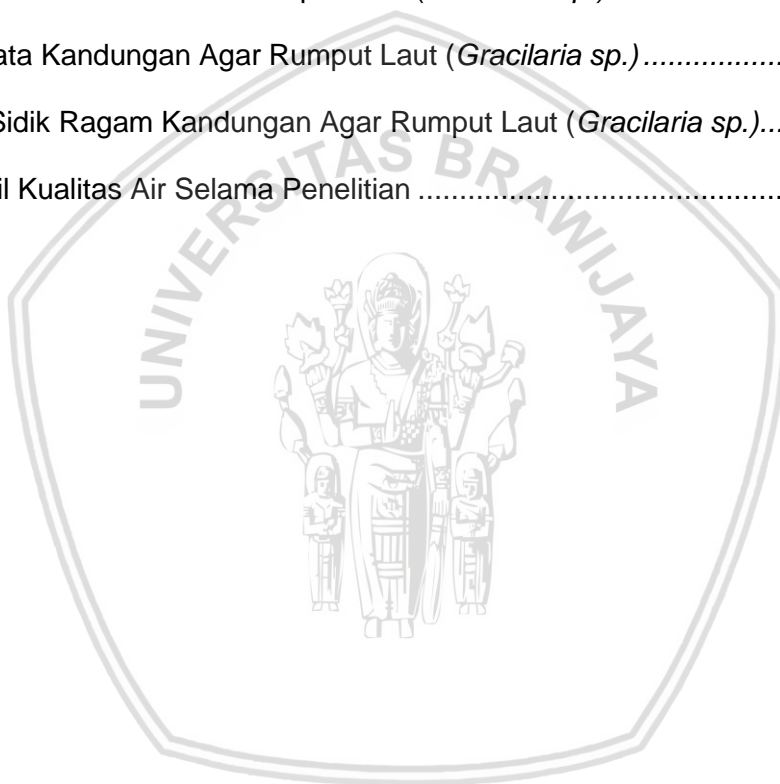 ata Kandungan Agar Rumput Laut (Gracilaria sp.)................
Sidik Ragam Kandungan Agar Rumput Laut (Gracilaria sp.)...
il Kualitas Air Selama Penelitian ............................................
UNIVERSITAS BRAWIJAYA